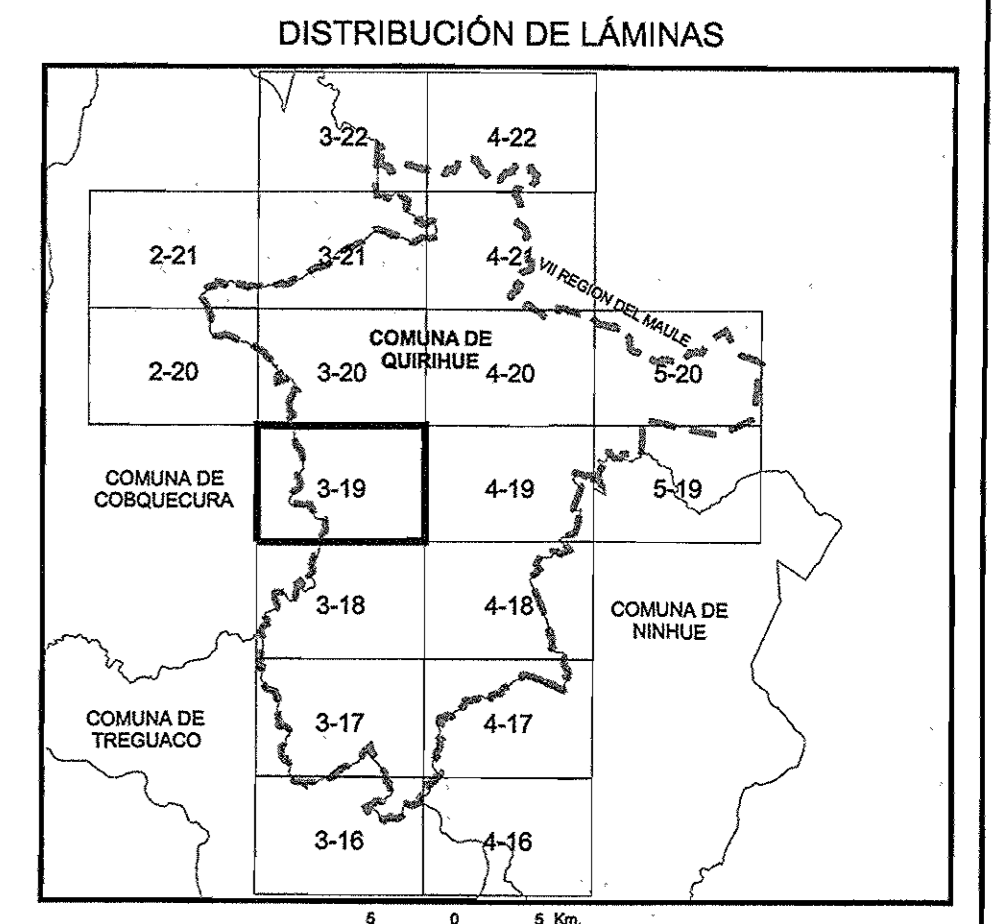 DISTRIBUCIÓN DE LÁMINAS
3-22
4-22
2-21
3-21
4-21
VII REGION DEL MAULE
COMUNA DE
QUIRIHUE
2-20
3-20
4-20
5-20
COMUNA DE
COBQUECURA
3-19
4-19
5-19
3-18
4-18
COMUNA DE
NINHUE
COMUNA DE
TREGUACO
3-17
4-17
3-16
4-16
5 0 5 Km.